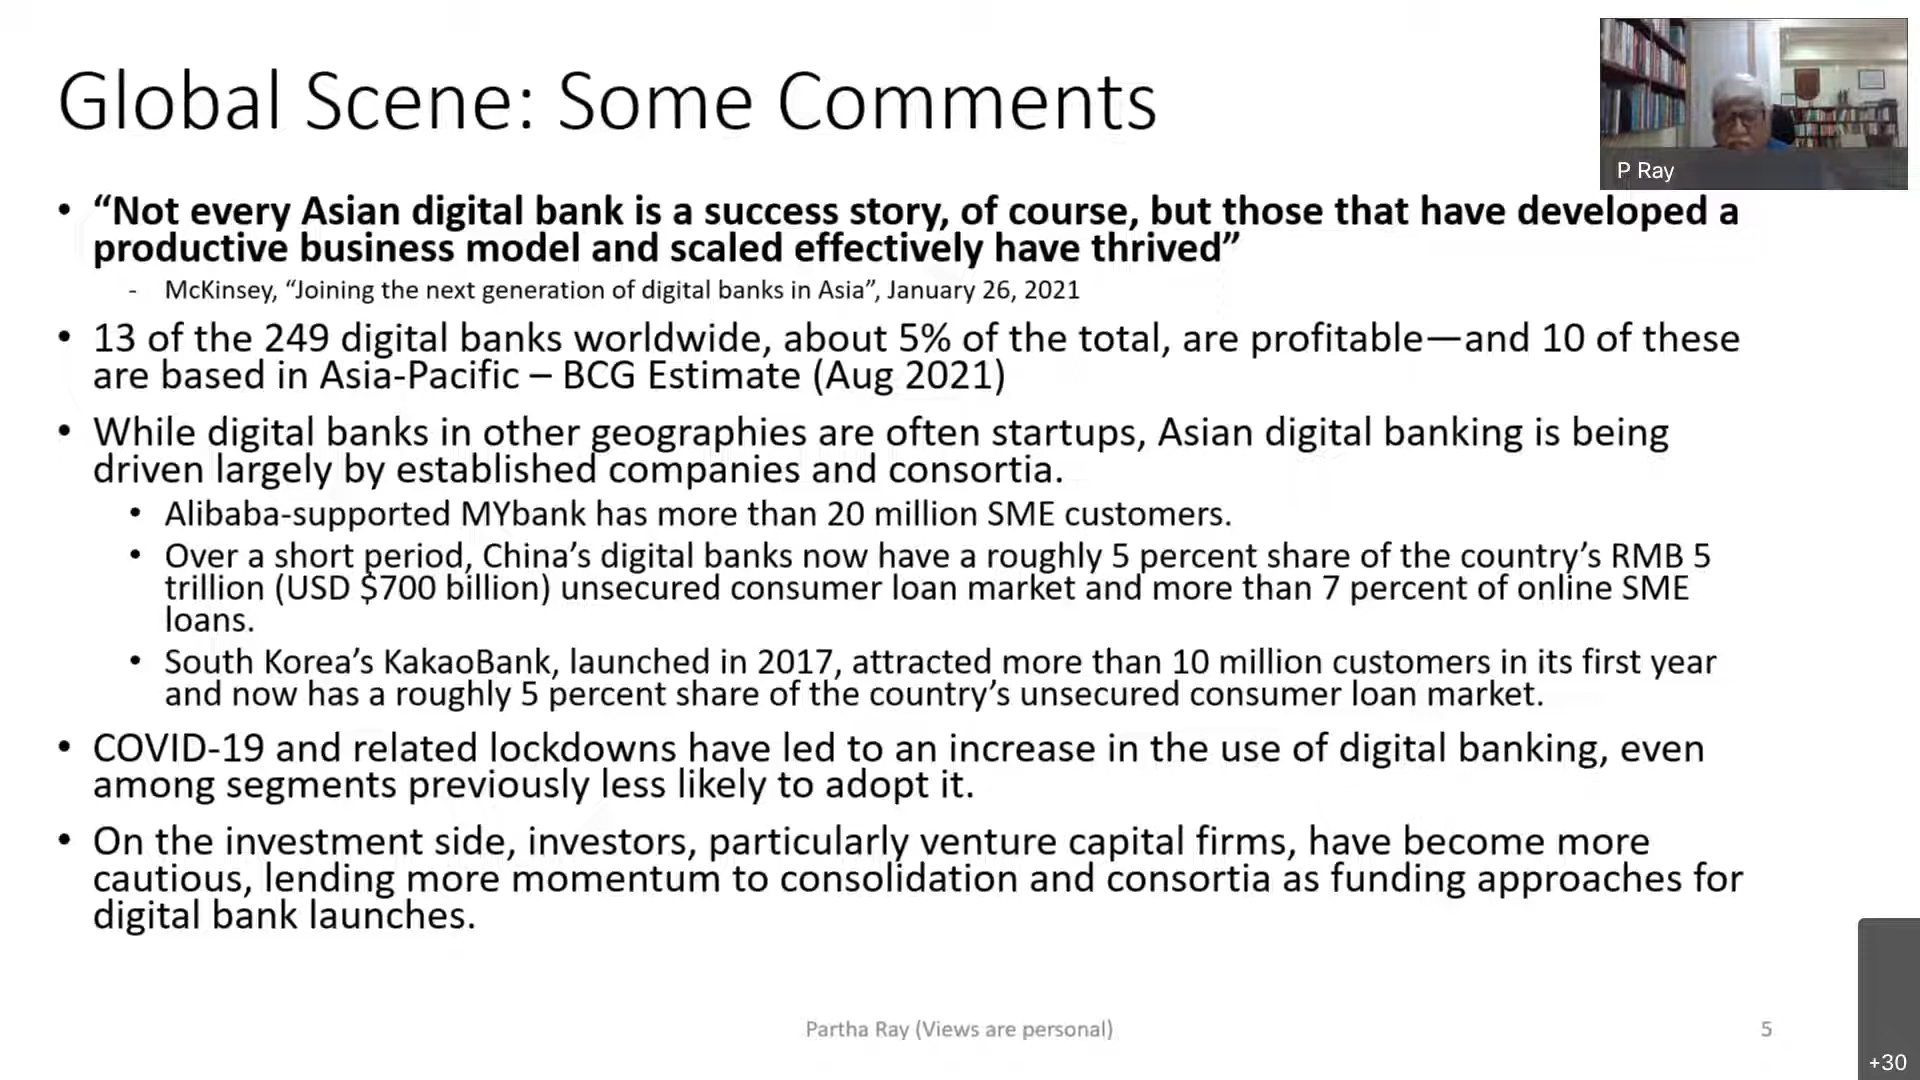 Global Scene: Some Comments
P Ray
• “Not every Asian digital bank is a success story, of course, but those that have developed a
productive business model and scaled effectively have thrived”
- McKinsey, “Joining the next generation of digital banks in Asia”, January 26, 2021
• 13 of the 249 digital banks worldwide, about 5% of the total, are profitable—and 10 of these
are based in Asia-Pacific – BCG Estimate (Aug 2021)
• While digital banks in other geographies are often startups, Asian digital banking is being
driven largely by established companies and consortia.
• Alibaba-supported MYbank has more than 20 million SME customers.
• Over a short period, China’s digital banks now have a roughly 5 percent share of the country’s RMB 5
trillion (USD $700 billion) unsecured consumer loan market and more than 7 percent of online SME
loans.
• South Korea’s KakaoBank, launched in 2017, attracted more than 10 million customers in its first year
and now has a roughly 5 percent share of the country’s unsecured consumer loan market.
• COVID-19 and related lockdowns have led to an increase in the use of digital banking, even
among segments previously less likely to adopt it.
• On the investment side, investors, particularly venture capital firms, have become more
cautious, lending more momentum to consolidation and consortia as funding approaches for
digital bank launches.
Partha Ray (Views are personal)
5
+30